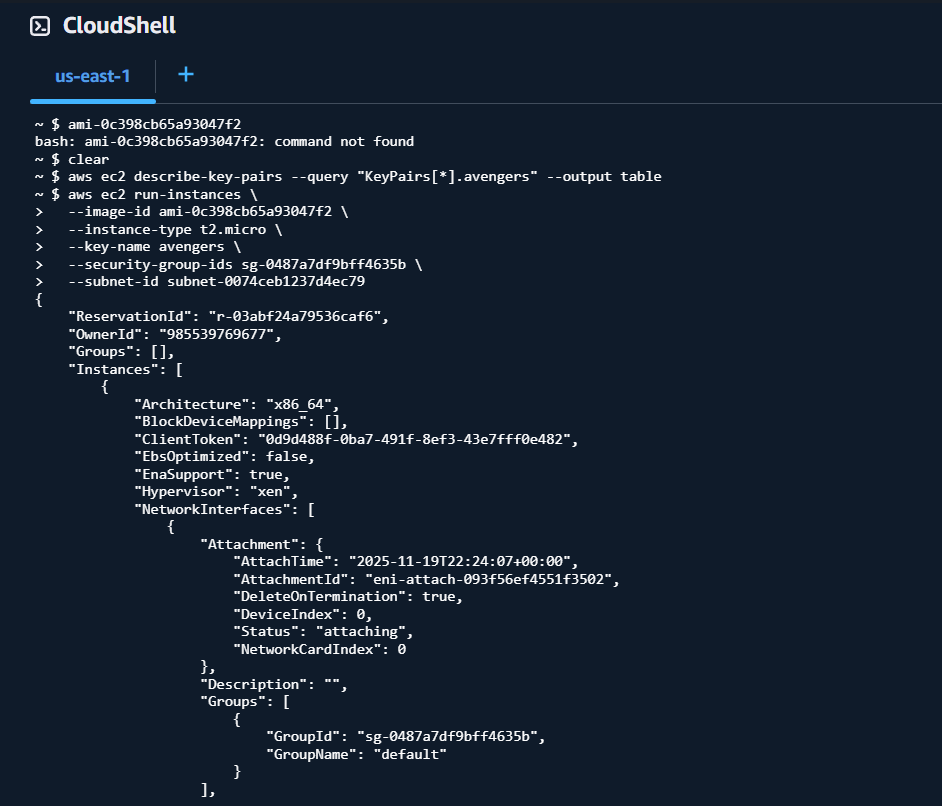 CloudShell
us-east-1
+
~ $ ami-0c398cb65a93047f2
bash: ami-0c398cb65a93047f2: command not found
~ $ clear
~ $ aws ec2 describe-key-pairs --query "KeyPairs[*].avengers" --output table
~ $ aws ec2 run-instances \
>   --image-id ami-0c398cb65a93047f2 \
>   --instance-type t2.micro \
>   --key-name avengers \
>   --security-group-ids sg-0487a7df9bff4635b \
>   --subnet-id subnet-0074ceb1237d4ec79
{
    "ReservationId": "r-03abf24a79536caf6",
    "OwnerId": "985539769677",
    "Groups": [],
    "Instances": [
        {
            "Architecture": "x86_64",
            "BlockDeviceMappings": [],
            "ClientToken": "0d9d488f-0ba7-491f-8ef3-43e7fff0e482",
            "EbsOptimized": false,
            "EnaSupport": true,
            "Hypervisor": "xen",
            "NetworkInterfaces": [
                {
                    "Attachment": {
                        "AttachTime": "2025-11-19T22:24:07+00:00",
                        "AttachmentId": "eni-attach-093f56ef4551f3502",
                        "DeleteOnTermination": true,
                        "DeviceIndex": 0,
                        "Status": "attaching",
                        "NetworkCardIndex": 0
                    },
                    "Description": "",
                    "Groups": [
                        {
                            "GroupId": "sg-0487a7df9bff4635b",
                            "GroupName": "default"
                        }
                    ],